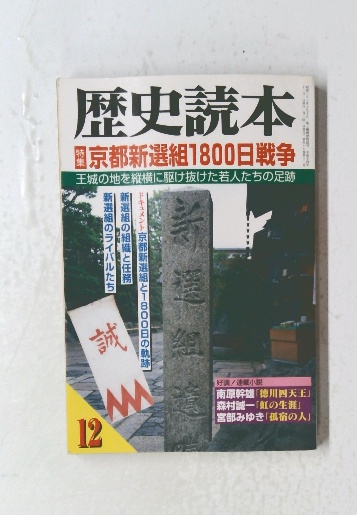 歴史読本
特集 京都新選組1800日戦争
王城の地を縦横に駆け抜けた若人たちの足跡
ドキュメント 京都新選組と1800日の軌跡
新選組の組織と任務
新選組のライバルたち
新選組
誠
好調!連載小説
南原幹雄「徳川四天王」
森村誠一「虹の生涯」
宮部みゆき「孤宿の人」
12